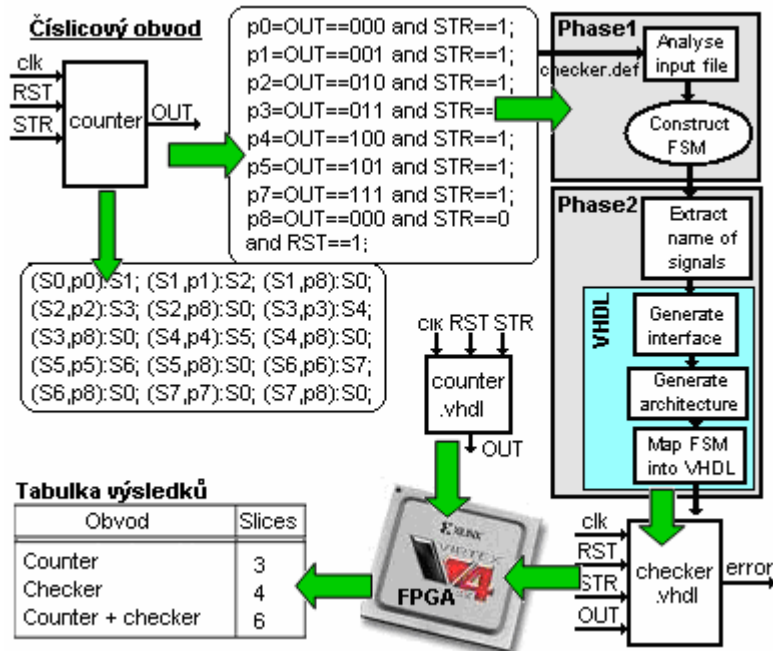 Číslicový obvod
clk
RST
STR
counter
OUT
p0=OUT==000 and STR==1;
p1=OUT==001 and STR==1;
p2=OUT==010 and STR==1;
p3=OUT==011 and STR==
p4=OUT==100 and STR==1;
p5=OUT==101 and STR==1;
p7=OUT==111 and STR==1;
p8=OUT==000 and STR==0
and RST==1;
(S0,p0):S1; (S1,p1):S2; (S1,p8):S0;
(S2,p2):S3; (S2,p8):S0; (S3,p3):S4;
(S3,p8):S0; (S4,p4):S5; (S4,p8):S0;
(S5,p5):S6; (S5,p8):S0; (S6,p6):S7;
(S6,p8):S0; (S7,p7):S0; (S7,p8):S0;
checker.def
Phase1
Analyse
input file
Construct
FSM
Phase2
Extract
name of
signals
VHDL
Generate
interface
Generate
architecture
Map FSM
into VHDL
clk RST STR
counter
.vhdl
OUT
XILINX
VIRTEX
V4
FPGA
clk
RST
STR
OUT
checker
.vhdl
error
Tabulka výsledků
Obvod Slices
Counter 3
Checker 4
Counter + checker 6